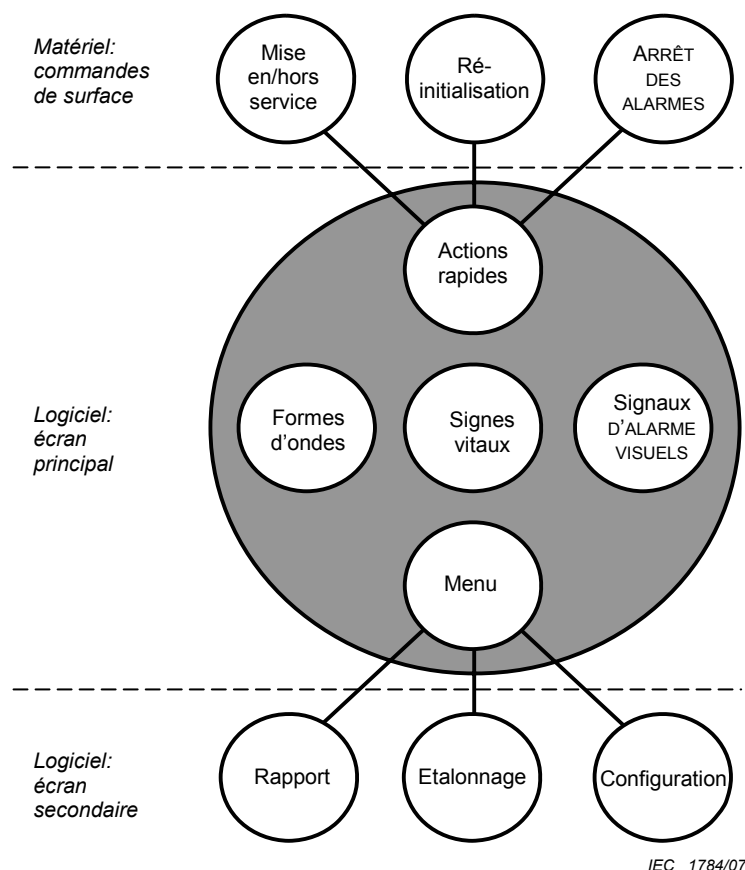 Matériel:
commandes
de surface
Mise
en/hors
service
Ré-
initialisation
ARRÊT
DES
ALARMES
Actions
rapides
Logiciel:
écran
principal
Formes
d'ondes
Signes
vitaux
Signaux
D'ALARME
VISUELS
Menu
Logiciel:
écran
secondaire
Rapport
Etalonnage
Configuration
IEC 1784/07